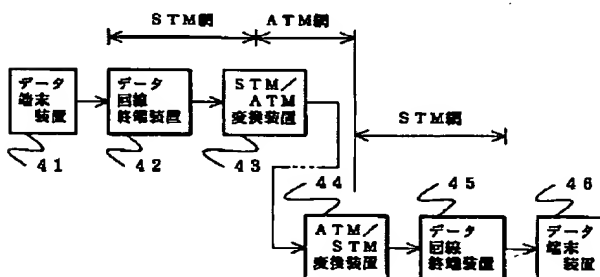 STM網
ATM網
データ
端末
装置
データ
回線
終端装置
STM/
ATM
変換装置
41
42
43
STM網
44
45
46
ATM/
STM
変換装置
データ
回線
終端装置
データ
端末
装置